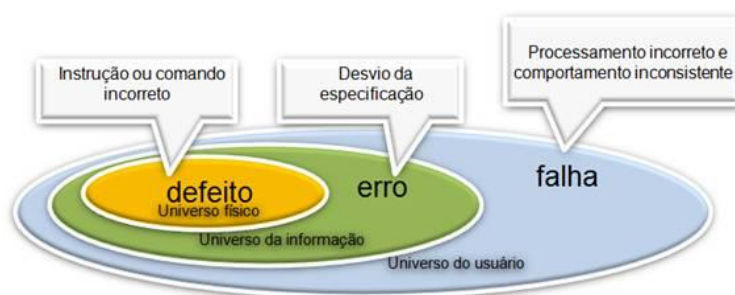 Instrução ou comando
incorreto
Desvio da
especificação
Processamento incorreto e
comportamento inconsistente
defeito
Universo físico
erro
Universo da informação
falha
Universo do usuário